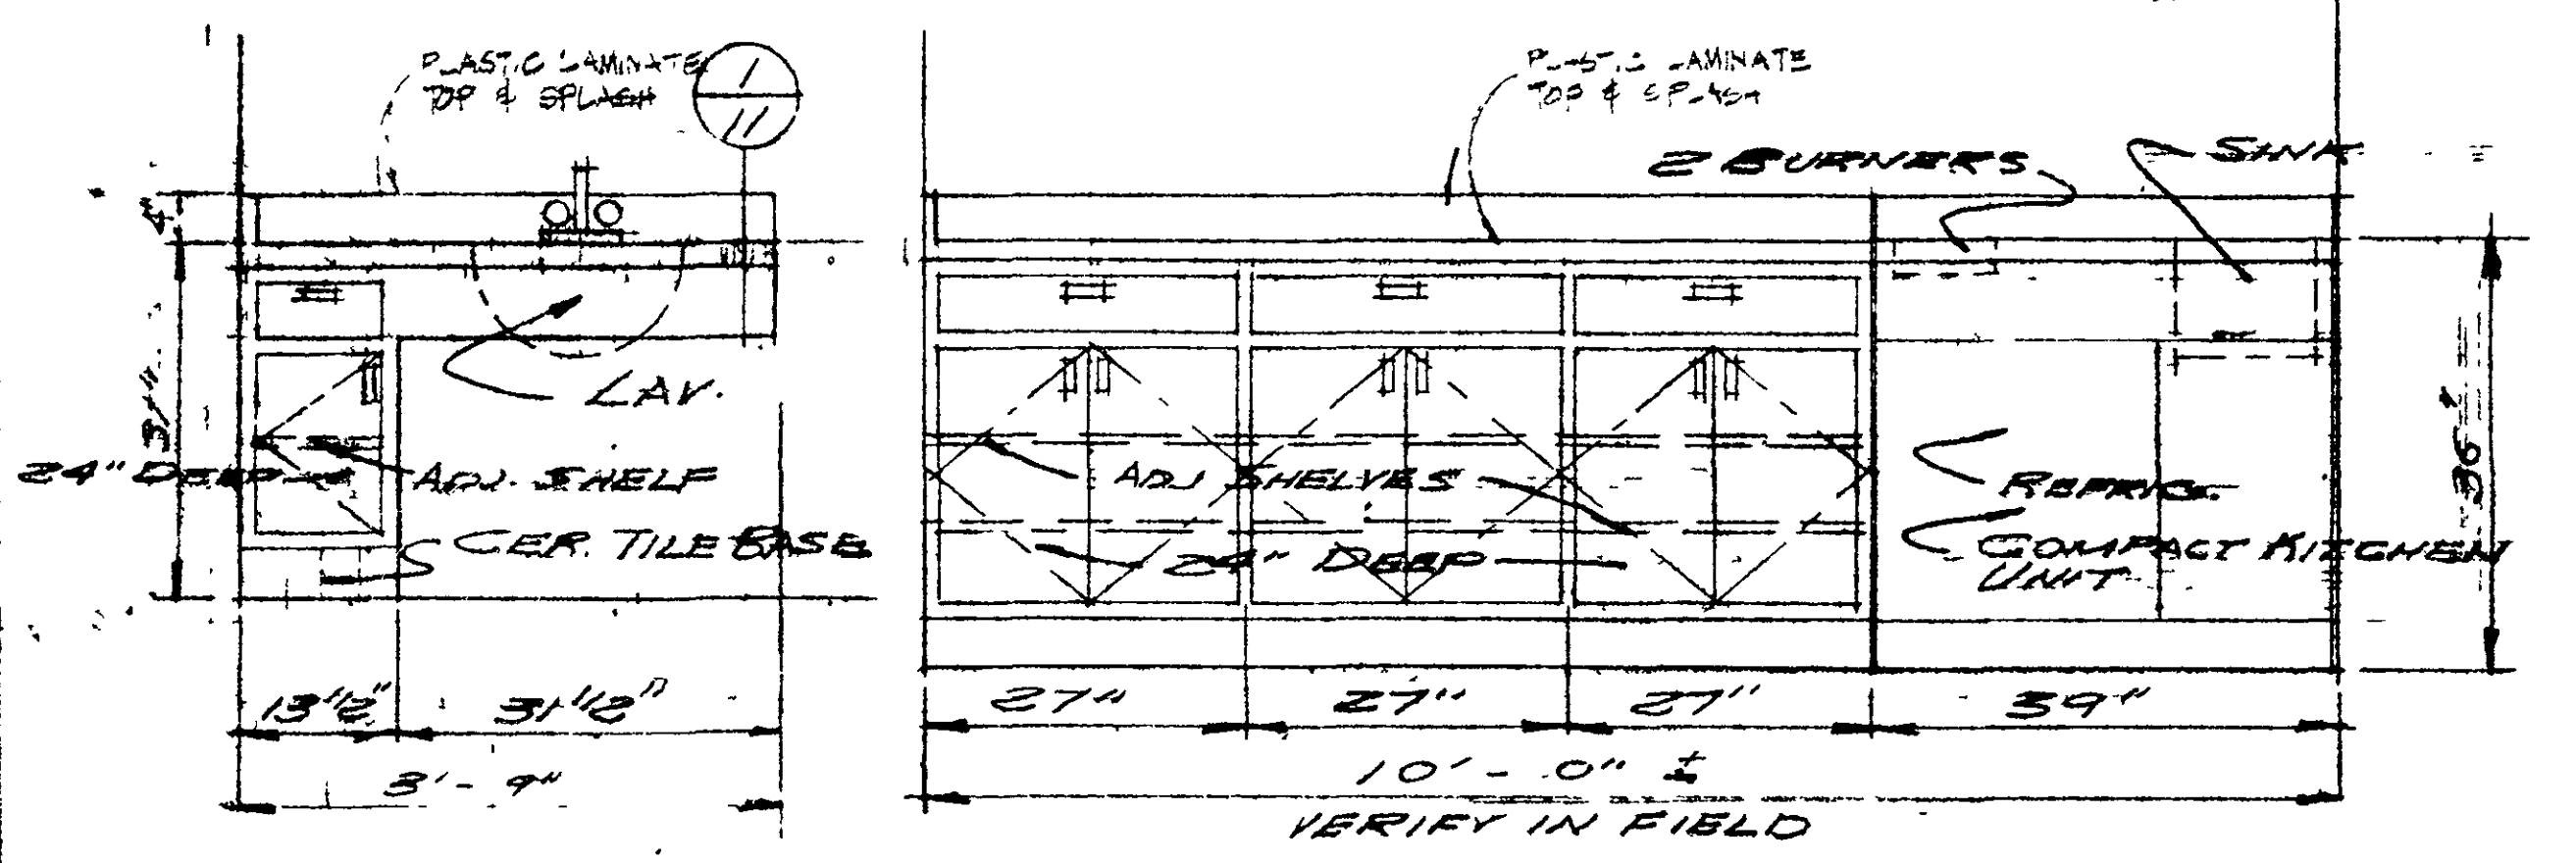 PLASTIC LAMINATE
TOP & SPLASH
1
11
4"
31"
LAV.
24" DEEP
ADJ. SHELF
CER. TILE BASE
13 1/2"
31 1/2"
3' - 9"
PLASTIC LAMINATE
TOP & SPLASH
2 BURNERS
SINK
ADJ SHELVES
24" DEEP
REFRIG.
COMPACT KITCHEN
UNIT
36" ±
27"
27"
27"
39"
10' - 0" ±
VERIFY IN FIELD